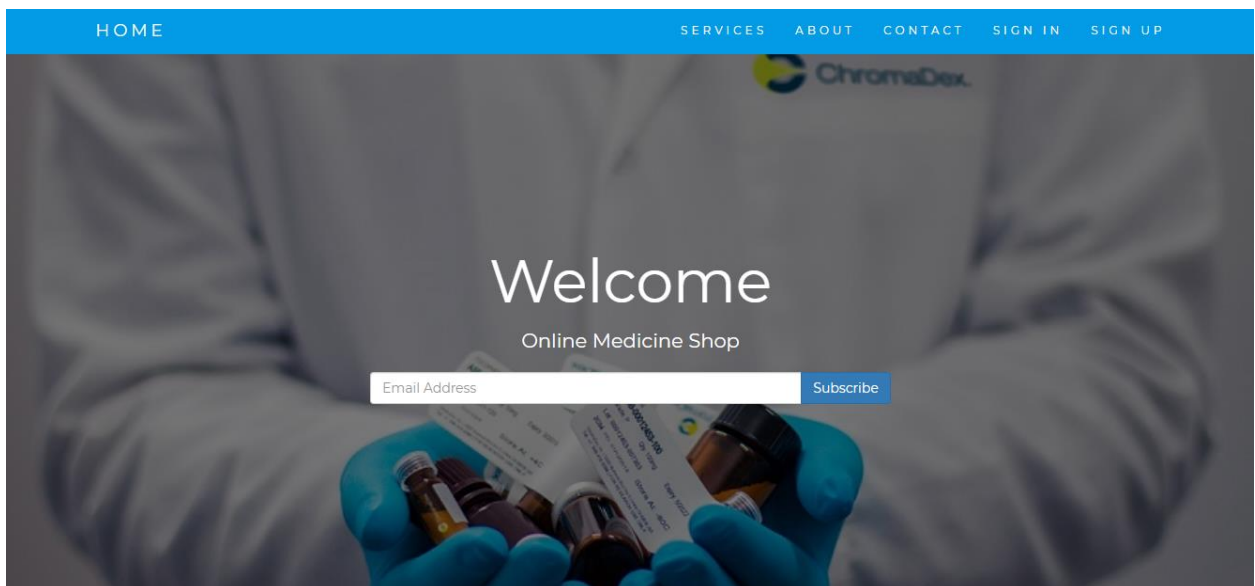 HOME SERVICES ABOUT CONTACT SIGN IN SIGN UP
ChromaDex.
Welcome
Online Medicine Shop
Email Address Subscribe